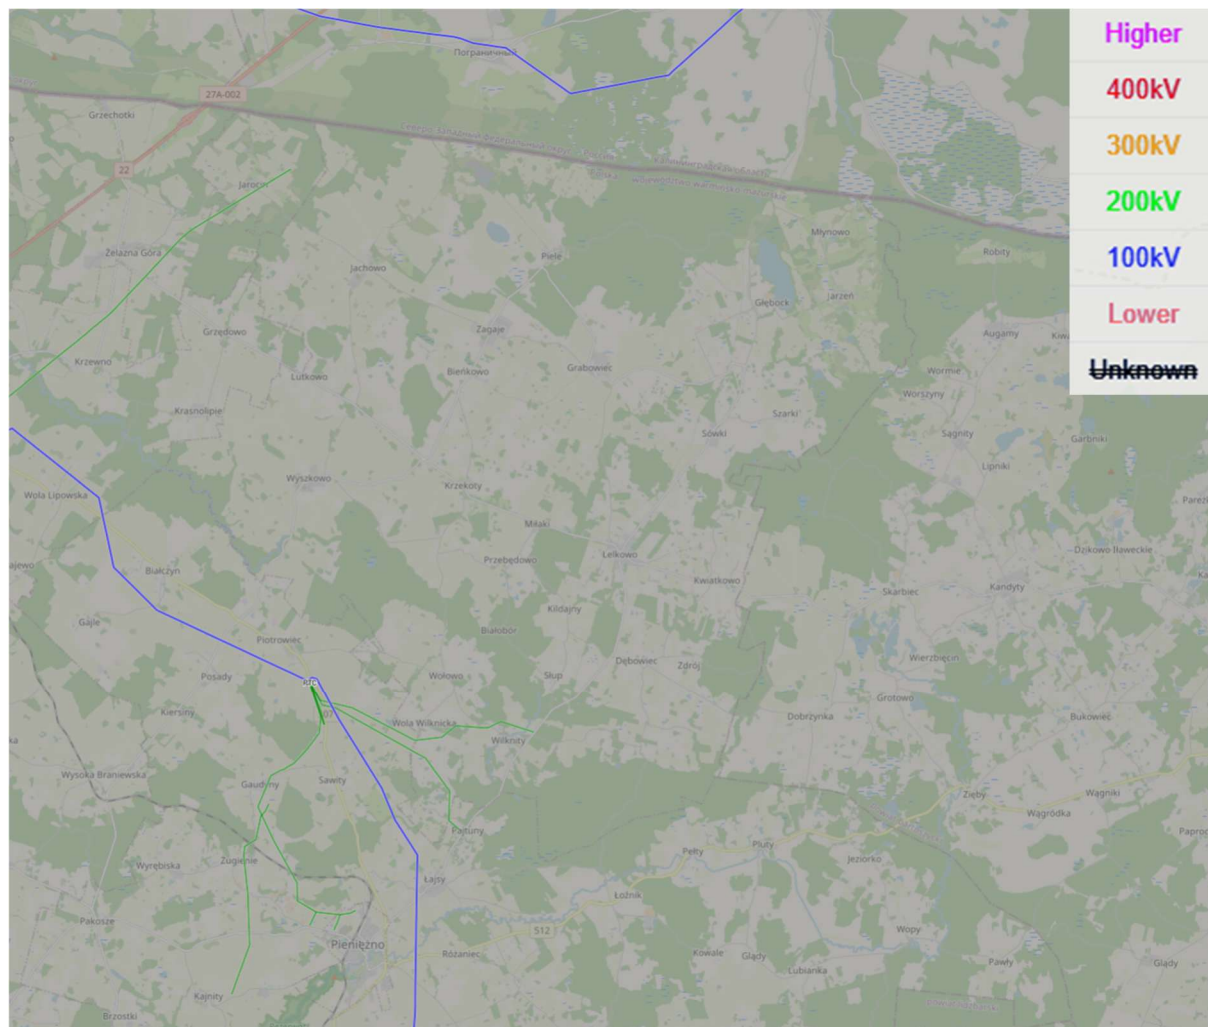 Higher
400kV
300kV
200kV
100kV
Lower
Unknown
Пограничный
27A-002
Grzechotki
22
Jarocin
Żelazna Góra
Jachowo
Piele
Młynowo
Robity
Głębock
Jarzeń
Grzędowo
Zagaje
Augamy
Krzewno
Lutkowo
Bieńkowo
Grabowiec
Wormie
Worszyny
Krasnolipie
Szarki
Sówki
Sągnity
Garbniki
Lipniki
Wola Lipowska
Wyszkowo
Krzekoty
Miłaki
Lelkowo
Dzikowo Iławeckie
Białczyn
Przebędowo
Kwiatkowo
Skarbiec
Kandyty
Gajle
Kildajny
Białobór
Piotrowiec
Posady
Wołowo
Słup
Dębowiec
Zdrój
Wierzbięcin
Grotowo
Kiersiny
Wola Wilknicka
Wilknity
Dobrzynka
Bukowiec
Wysoka Braniewska
Gaudyny
Sawity
Zięby
Wągniki
Wągródka
Pajtuny
Pełty
Pluty
Jeziorko
Wyrębiska
Żugienie
Łajsy
Łoźnik
Pakosze
512
Pieniężno
Różaniec
Kowale
Glądy
Wopy
Lubianka
Pawły
Glądy
Kajnity
Brzostki